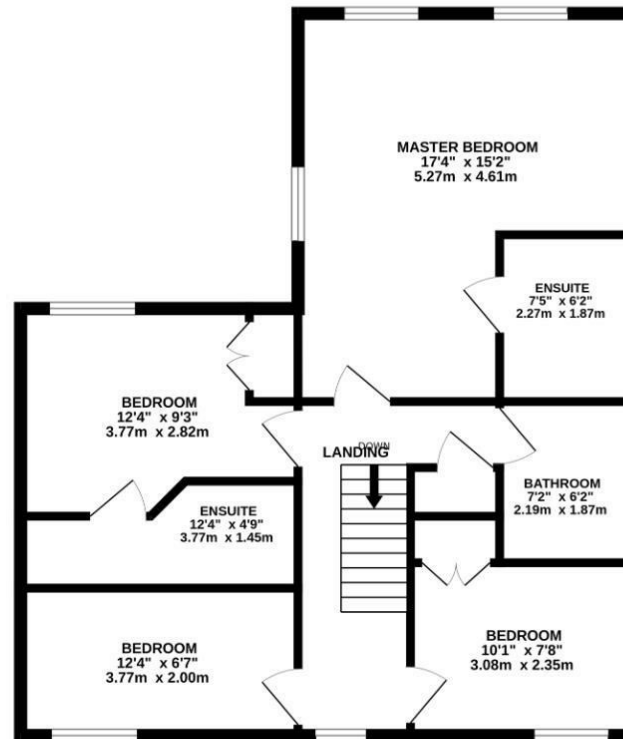 MASTER BEDROOM
17'4" x 15'2"
5.27m x 4.61m
ENSUITE
7'5" x 6'2"
2.27m x 1.87m
BEDROOM
12'4" x 9'3"
3.77m x 2.82m
DOWN
LANDING
BATHROOM
7'2" x 6'2"
2.19m x 1.87m
ENSUITE
12'4" x 4'9"
3.77m x 1.45m
BEDROOM
12'4" x 6'7"
3.77m x 2.00m
BEDROOM
10'1" x 7'8"
3.08m x 2.35m